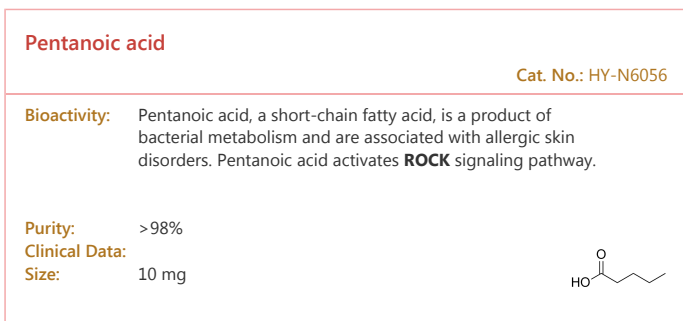 Pentanoic acid
Cat. No.: HY-N6056
Bioactivity: Pentanoic acid, a short-chain fatty acid, is a product of
bacterial metabolism and are associated with allergic skin
disorders. Pentanoic acid activates ROCK signaling pathway.
Purity: >98%
Clinical Data:
Size: 10 mg
O
HO